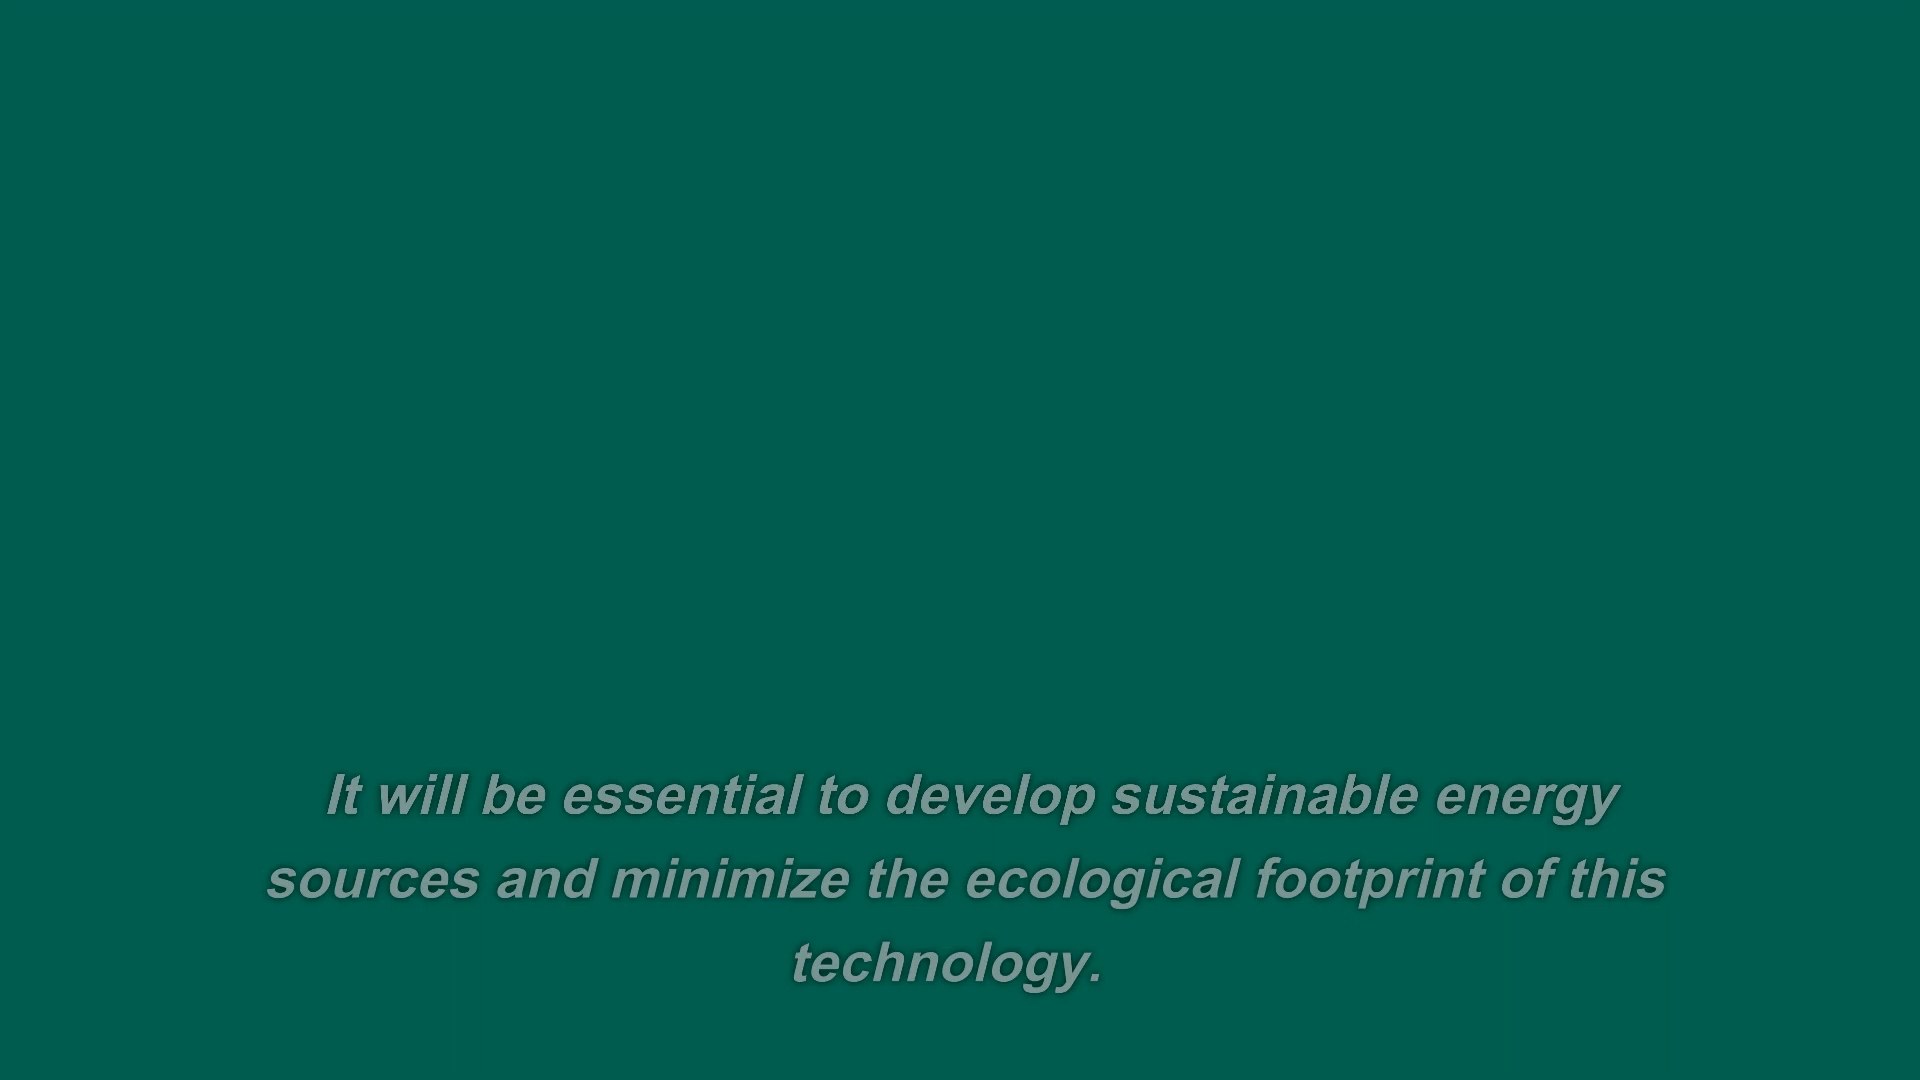 It will be essential to develop sustainable energy
sources and minimize the ecological footprint of this
technology.